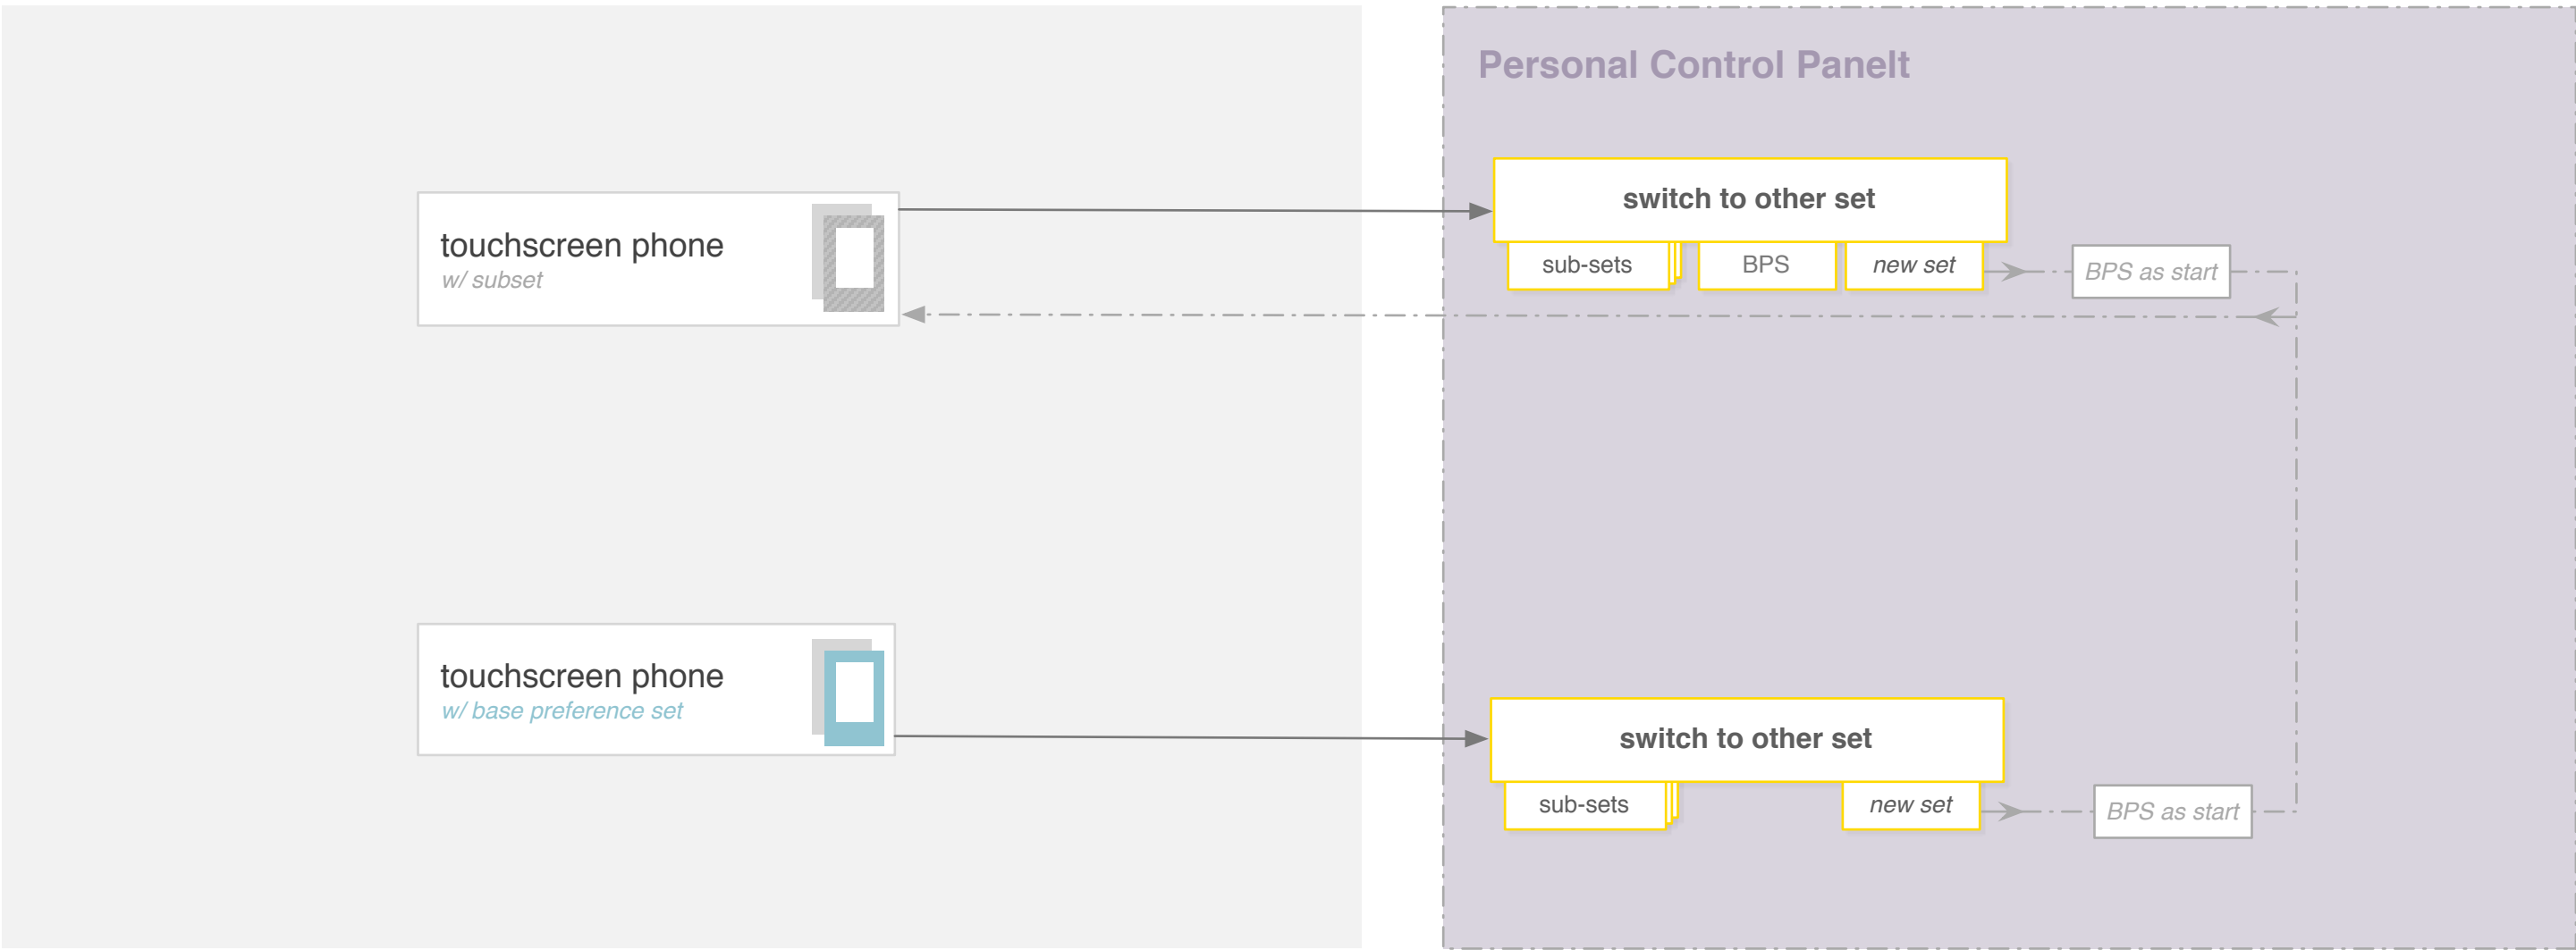 Personal Control Panelt
switch to other set
touchscreen phone
w/ subset
sub-sets
BPS
new set
BPS as start
touchscreen phone
w/ base preference set
switch to other set
sub-sets
new set
BPS as start